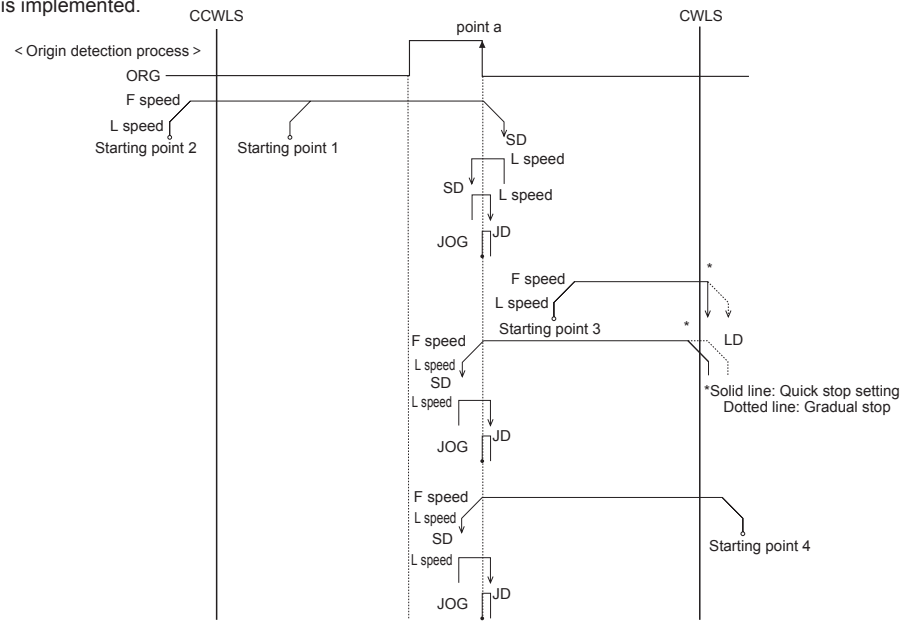 is implemented.
CCWLS
CWLS
point a
< Origin detection process >
ORG
F speed
L speed
Starting point 2
Starting point 1
SD
L speed
SD
L speed
JOG
JD
F speed
*
L speed
Starting point 3
*
LD
F speed
L speed
SD
*Solid line: Quick stop setting
Dotted line: Gradual stop
L speed
JD
JOG
F speed
L speed
SD
Starting point 4
L speed
JD
JOG